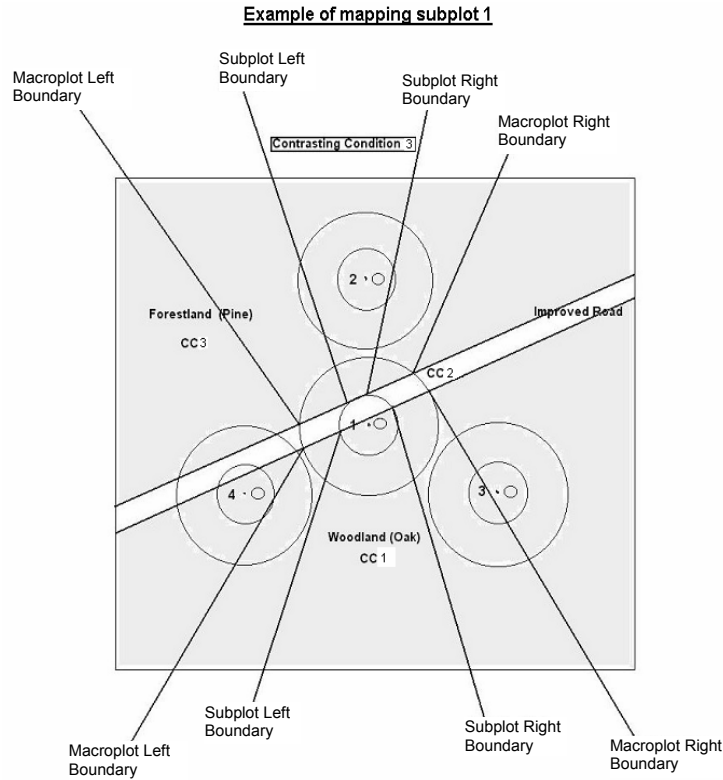 Example of mapping subplot 1
Subplot Left
Boundary
Macroplot Left
Boundary
Subplot Right
Boundary
Macroplot Right
Boundary
Contrasting Condition 3
2
Forestland (Pine)
CC3
Improved Road
CC2
1
4
3
Woodland (Oak)
CC 1
Subplot Left
Boundary
Subplot Right
Boundary
Macroplot Left
Boundary
Macroplot Right
Boundary